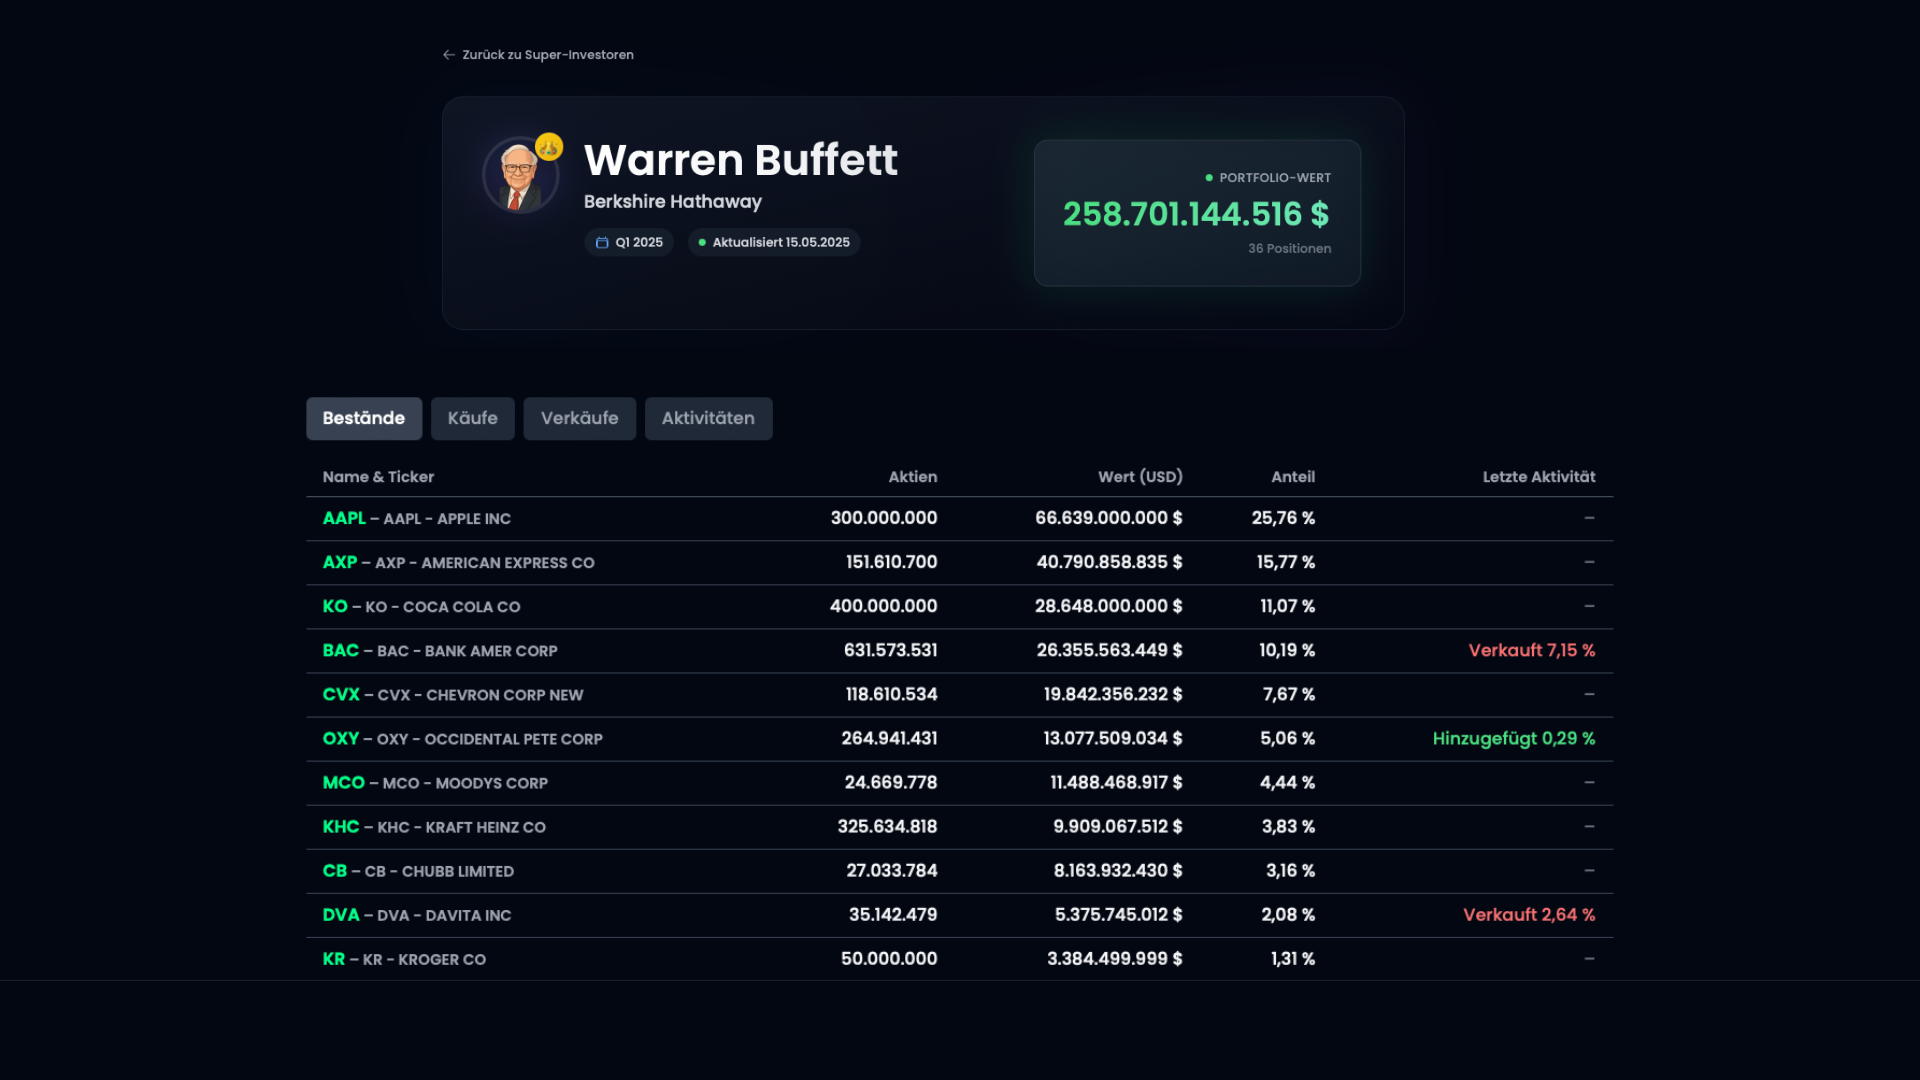 ← Zurück zu Super-Investoren
Warren Buffett
Berkshire Hathaway
Q1 2025
Aktualisiert 15.05.2025
PORTFOLIO-WERT
258.701.144.516 $
36 Positionen
Bestände Käufe Verkäufe Aktivitäten
Name & Ticker Aktien Wert (USD) Anteil Letzte Aktivität
AAPL – AAPL - APPLE INC 300.000.000 66.639.000.000 $ 25,76 % –
AXP – AXP - AMERICAN EXPRESS CO 151.610.700 40.790.858.835 $ 15,77 % –
KO – KO - COCA COLA CO 400.000.000 28.648.000.000 $ 11,07 % –
BAC – BAC - BANK AMER CORP 631.573.531 26.355.563.449 $ 10,19 % Verkauft 7,15 %
CVX – CVX - CHEVRON CORP NEW 118.610.534 19.842.356.232 $ 7,67 % –
OXY – OXY - OCCIDENTAL PETE CORP 264.941.431 13.077.509.034 $ 5,06 % Hinzugefügt 0,29 %
MCO – MCO - MOODYS CORP 24.669.778 11.488.468.917 $ 4,44 % –
KHC – KHC - KRAFT HEINZ CO 325.634.818 9.909.067.512 $ 3,83 % –
CB – CB - CHUBB LIMITED 27.033.784 8.163.932.430 $ 3,16 % –
DVA – DVA - DAVITA INC 35.142.479 5.375.745.012 $ 2,08 % Verkauft 2,64 %
KR – KR - KROGER CO 50.000.000 3.384.499.999 $ 1,31 % –